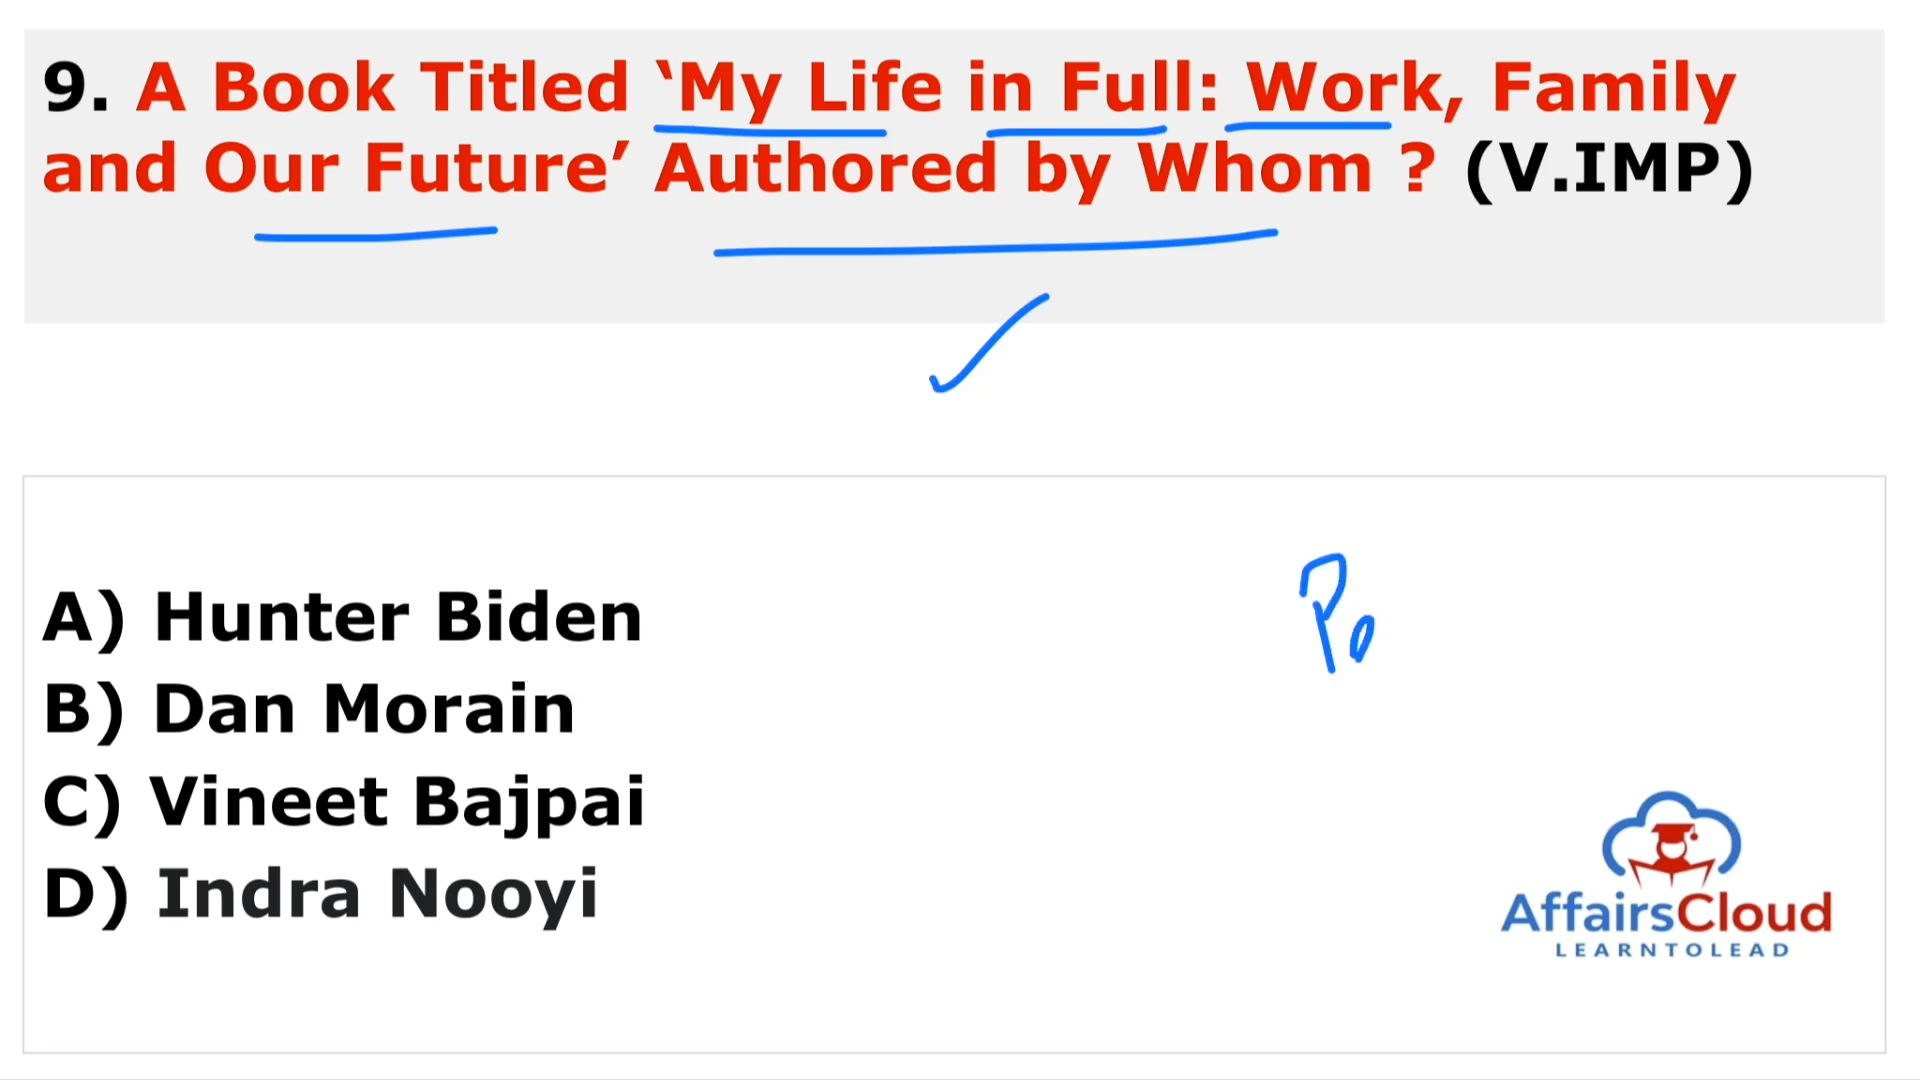 9. A Book Titled ‘My Life in Full: Work, Family
and Our Future’ Authored by Whom ? (V.IMP)
A) Hunter Biden
B) Dan Morain
C) Vineet Bajpai
D) Indra Nooyi
Po
AffairsCloud
LEARNTOLEAD